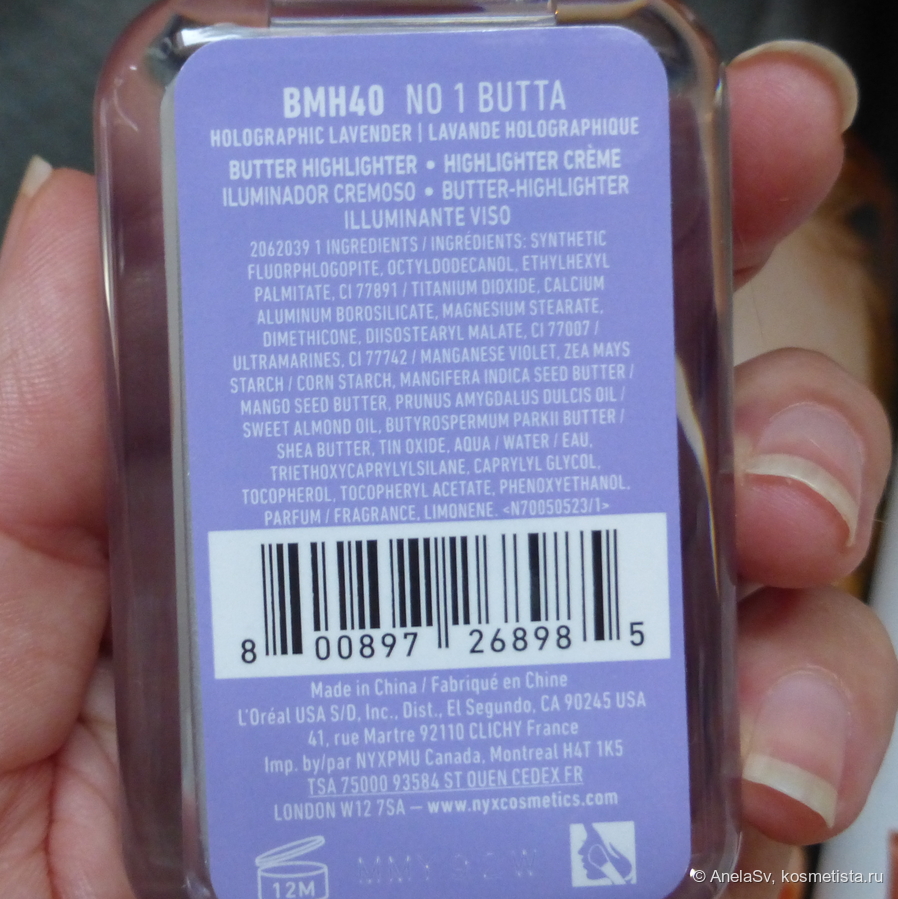 BMH40 NO 1 BUTTA
HOLOGRAPHIC LAVENDER | LAVANDE HOLOGRAPHIQUE
BUTTER HIGHLIGHTER • HIGHLIGHTER CRÈME
ILUMINADOR CREMOSO • BUTTER-HIGHLIGHTER
ILLUMINANTE VISO
2062039 1 INGREDIENTS / INGRÉDIENTS: SYNTHETIC
FLUORPHLOGOPITE, OCTYLDODECANOL, ETHYLHEXYL
PALMITATE, CI 77891 / TITANIUM DIOXIDE, CALCIUM
ALUMINUM BOROSILICATE, MAGNESIUM STEARATE,
DIMETHICONE, DIISOSTEARYL MALATE, CI 77007 /
ULTRAMARINES, CI 77742 / MANGANESE VIOLET, ZEA MAYS
STARCH / CORN STARCH, MANGIFERA INDICA SEED BUTTER /
MANGO SEED BUTTER, PRUNUS AMYGDALUS DULCIS OIL /
SWEET ALMOND OIL, BUTYROSPERMUM PARKII BUTTER /
SHEA BUTTER, TIN OXIDE, AQUA / WATER / EAU,
TRIETHOXYCAPRYLYLSILANE, CAPRYLYL GLYCOL,
TOCOPHEROL, TOCOPHERYL ACETATE, PHENOXYETHANOL,
PARFUM / FRAGRANCE, LIMONENE. <N70050523/1>
8 00897 26898 5
Made in China / Fabriqué en Chine
L'Oréal USA S/D, Inc., Dist., El Segundo, CA 90245 USA
41, rue Martre 92110 CLICHY France
Imp. by/par NYXPMU Canada, Montreal H4T 1K5
TSA 75000 93584 ST OUEN CEDEX FR
LONDON W12 7SA — www.nyxcosmetics.com
12M
© AnelaSv, kosmetista.ru